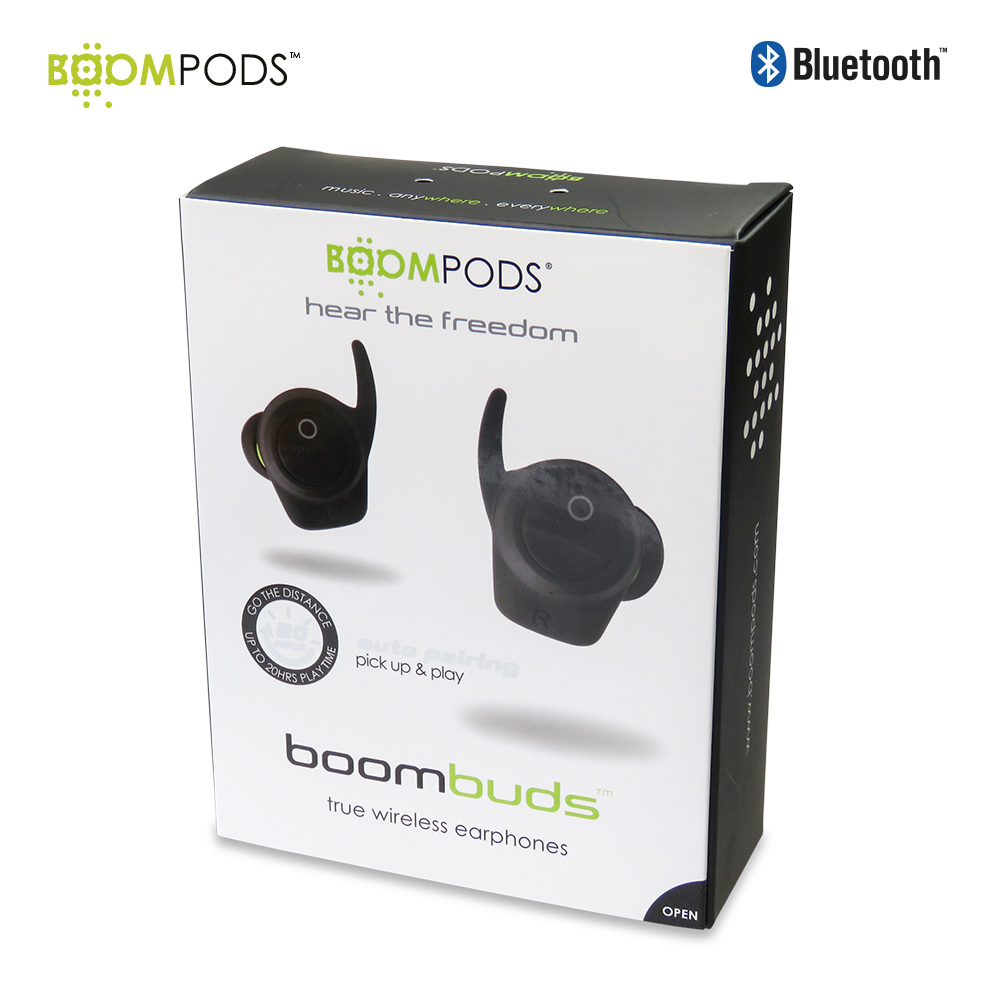 BOOMPODS™
Bluetooth™
BOOMPODS
music . anywhere . everywhere
BOOMPODS®
hear the freedom
GO THE DISTANCE
UP TO 20HRS PLAYTIME
auto pairing
pick up & play
R
boombuds™
true wireless earphones
OPEN
www.boompods.com